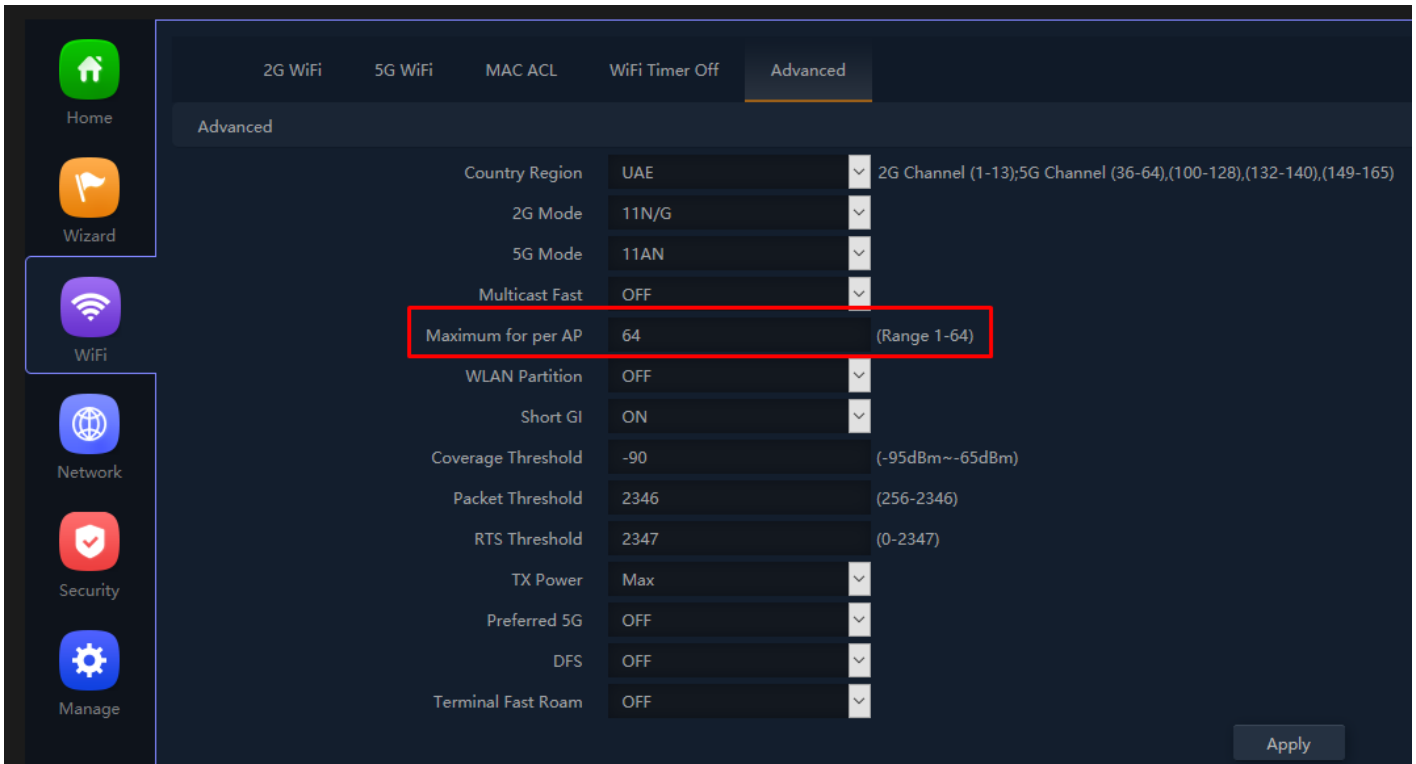 2G WiFi 5G WiFi MAC ACL WiFi Timer Off Advanced
Home
Advanced
Country Region UAE 2G Channel (1-13);5G Channel (36-64),(100-128),(132-140),(149-165)
2G Mode 11N/G
Wizard
5G Mode 11AN
Multicast Fast OFF
Maximum for per AP 64 (Range 1-64)
WiFi
WLAN Partition OFF
Short GI ON
Coverage Threshold -90 (-95dBm~-65dBm)
Network
Packet Threshold 2346 (256-2346)
RTS Threshold 2347 (0-2347)
TX Power Max
Security
Preferred 5G OFF
DFS OFF
Terminal Fast Roam OFF
Manage
Apply